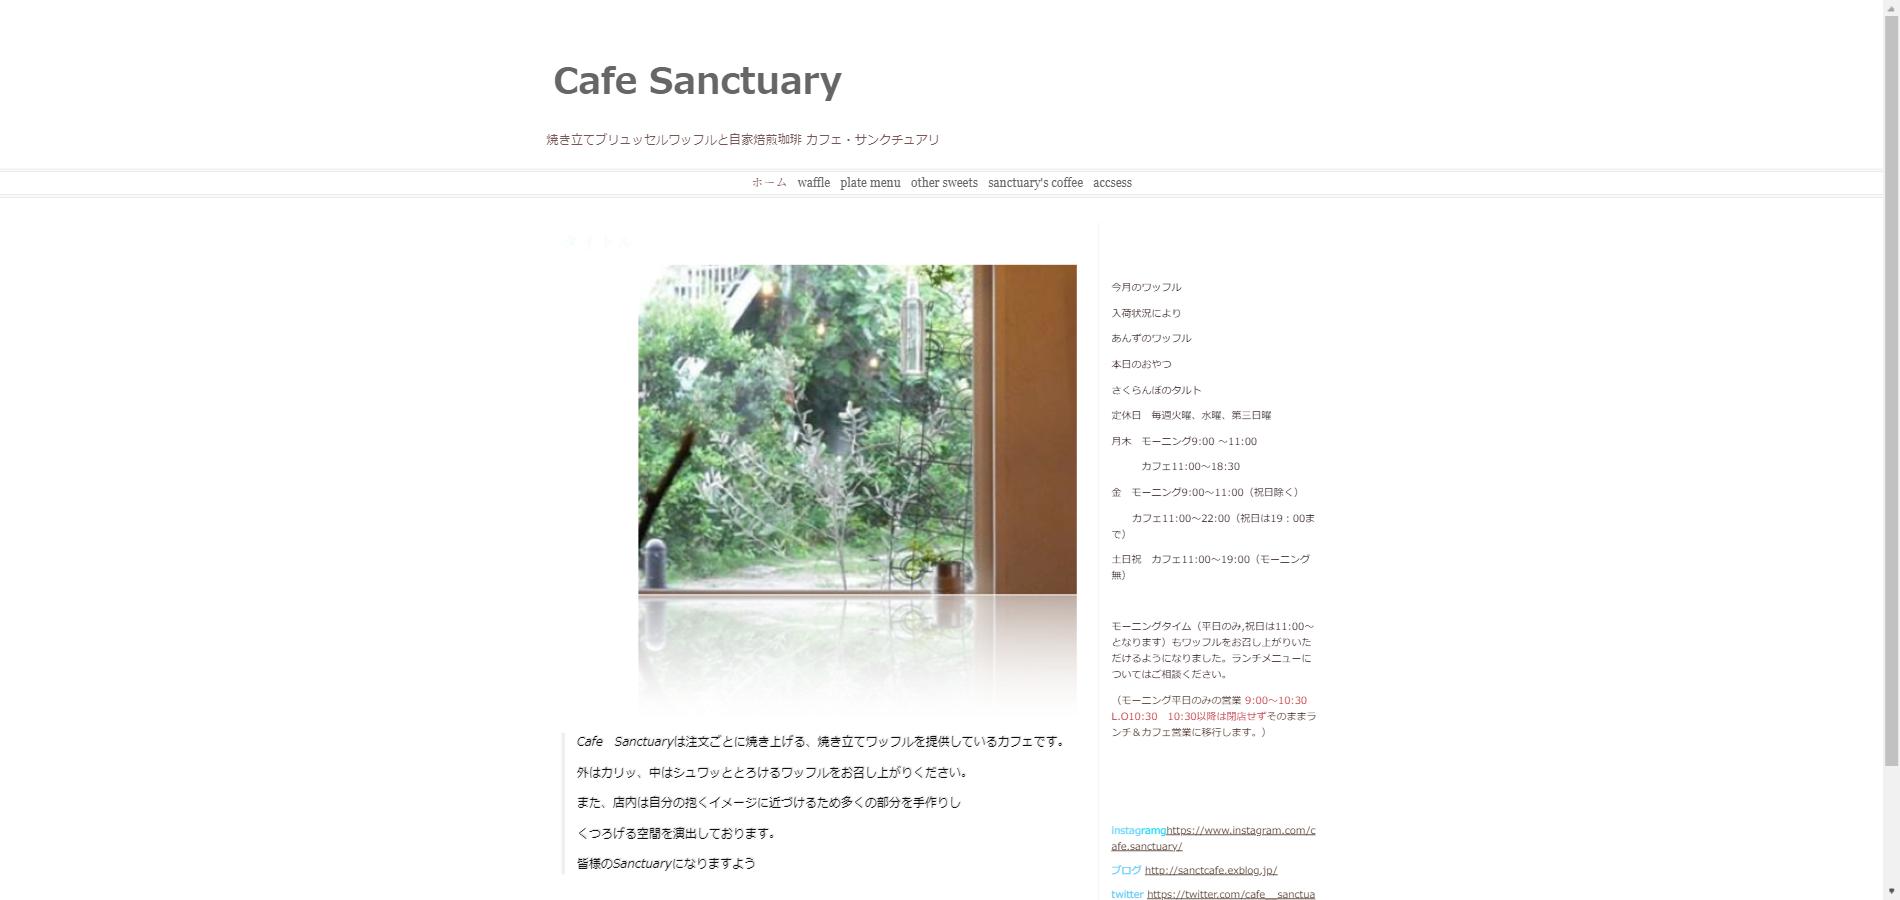 Cafe Sanctuary
焼き立てブリュッセルワッフルと自家焙煎珈琲 カフェ・サンクチュアリ
ホーム waffle plate menu other sweets sanctuary's coffee accsess
タイトル
Cafe　Sanctuaryは注文ごとに焼き上げる、焼き立てワッフルを提供しているカフェです。
外はカリッ、中はシュワッととろけるワッフルをお召し上がりください。
また、店内は自分の抱くイメージに近づけるため多くの部分を手作りし
くつろげる空間を演出しております。
皆様のSanctuaryになりますよう
今月のワッフル
入荷状況により
あんずのワッフル
本日のおやつ
さくらんぼのタルト
定休日　毎週火曜、水曜、第三日曜
月木　モーニング9:00 ～11:00
カフェ11:00～18:30
金　モーニング9:00～11:00（祝日除く）
カフェ11:00～22:00（祝日は19：00ま
で）
土日祝　カフェ11:00～19:00（モーニング
無）
モーニングタイム（平日のみ,祝日は11:00～
となります）もワッフルをお召し上がりいた
だけるようになりました。ランチメニューに
ついてはご相談ください。
（モーニング平日のみの営業 9:00～10:30
L.O10:30　10:30以降は閉店せずそのままラ
ンチ＆カフェ営業に移行します。）
instagramghttps://www.instagram.com/c
afe.sanctuary/
ブログ http://sanctcafe.exblog.jp/
twitter https://twitter.com/cafe__sanctua